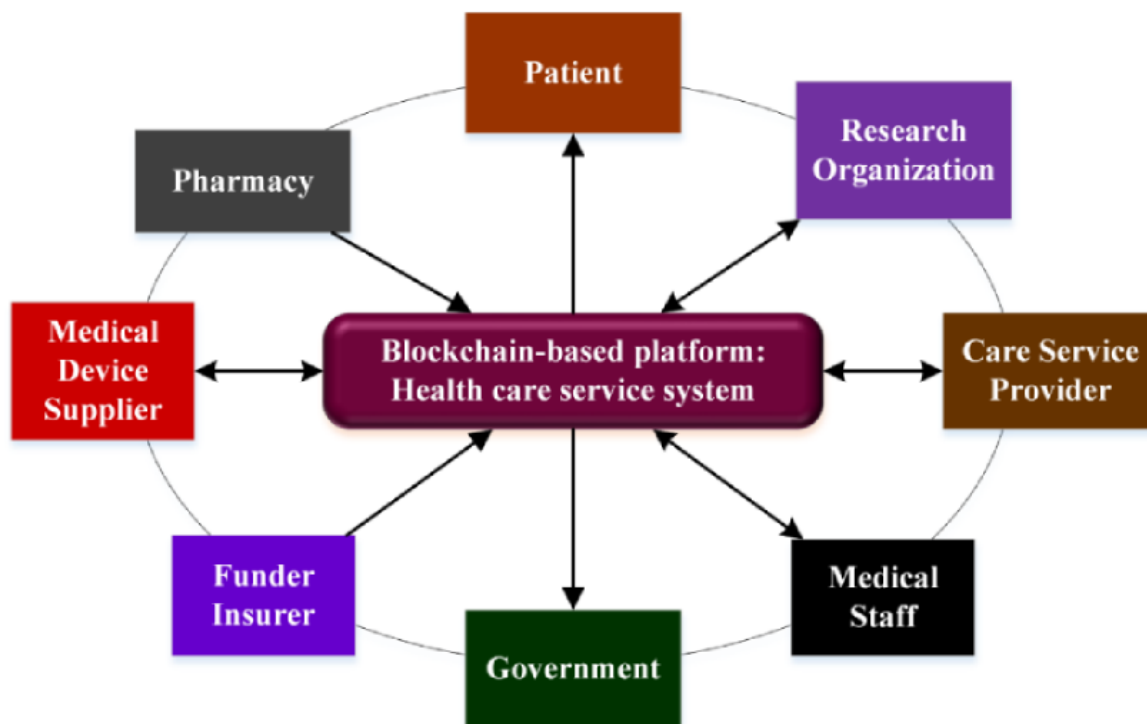 Patient
Research
Organization
Pharmacy
Medical
Device
Supplier
Blockchain-based platform:
Health care service system
Care Service
Provider
Funder
Insurer
Medical
Staff
Government